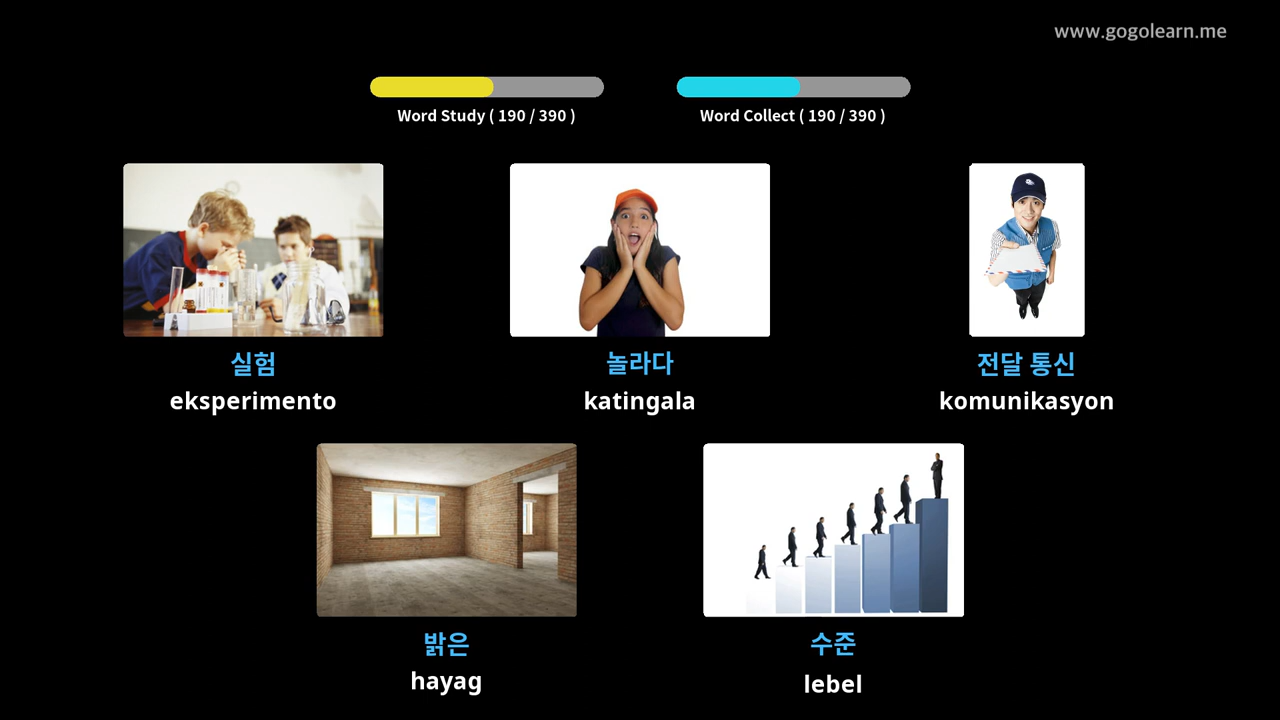 www.gogolearn.me
Word Study ( 190 / 390 )
Word Collect ( 190 / 390 )
실험
eksperimento
놀라다
katingala
전달 통신
komunikasyon
밝은
hayag
수준
lebel